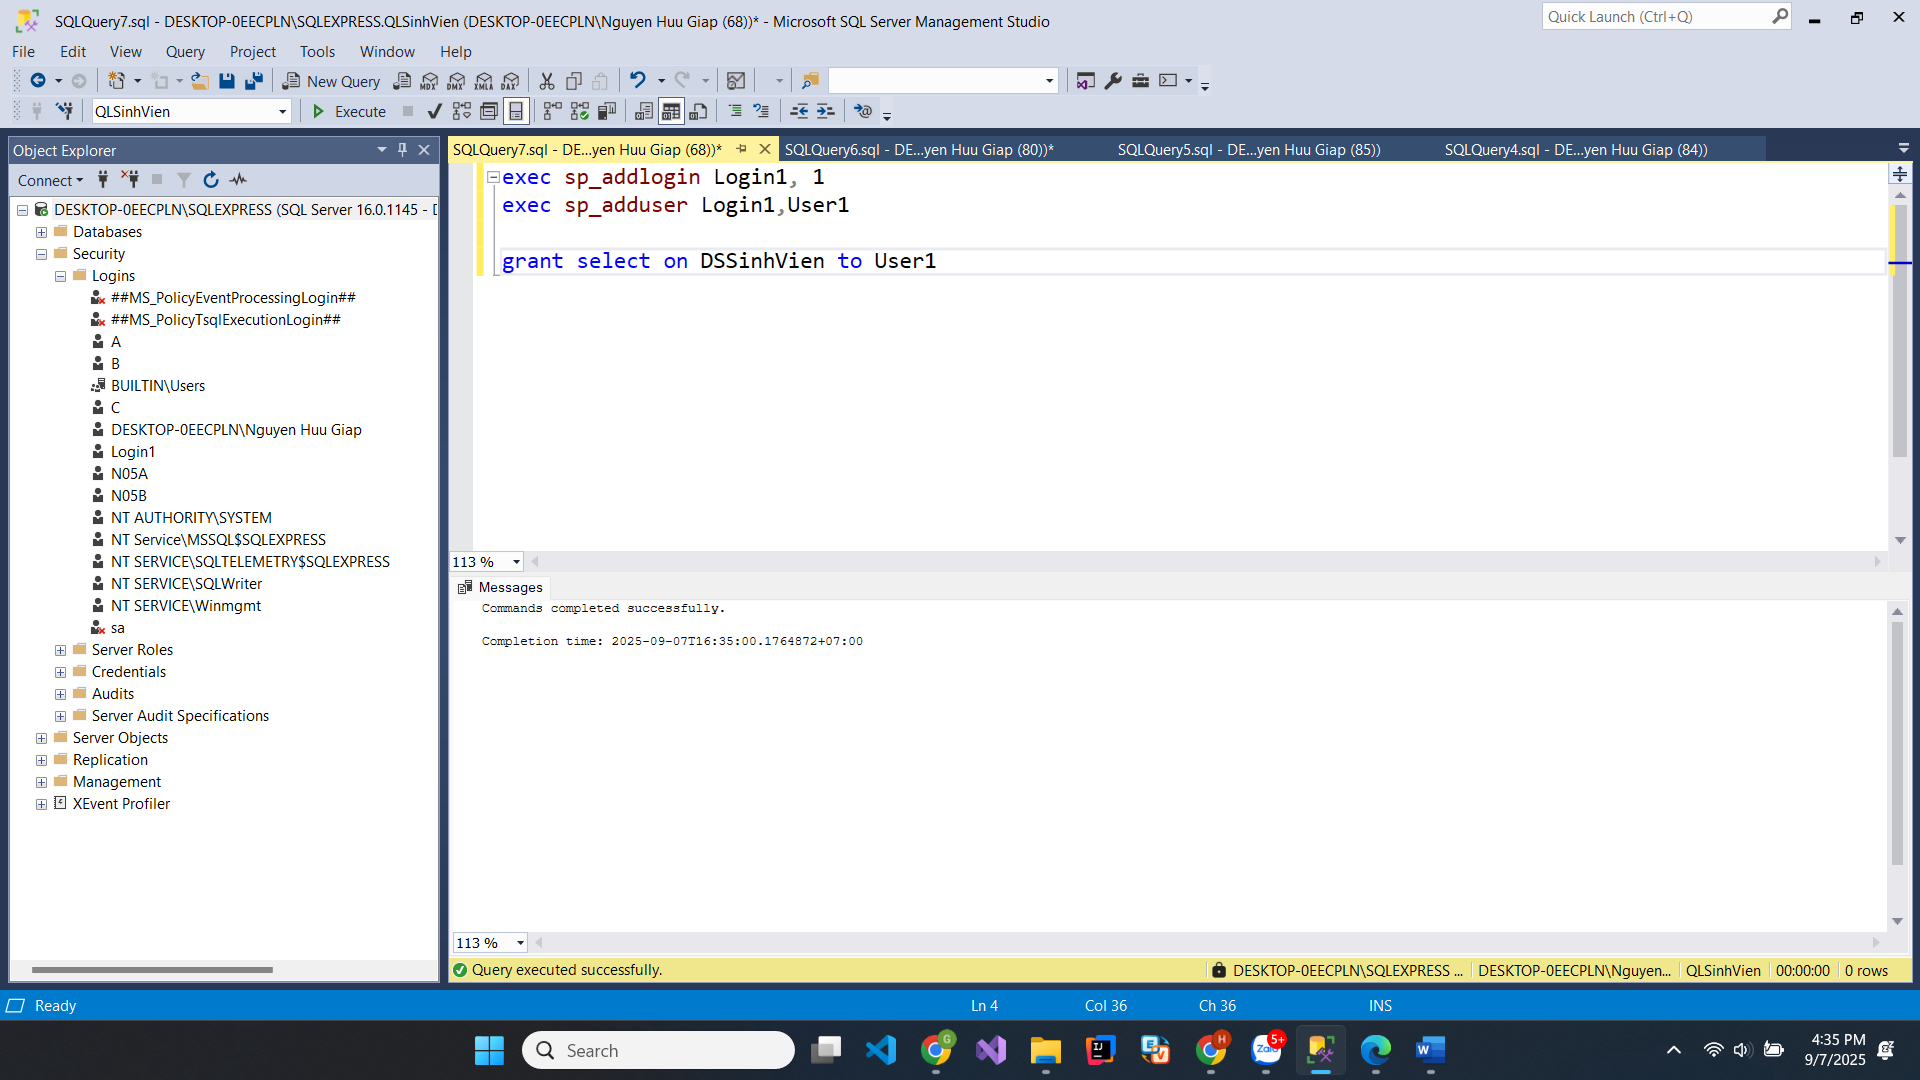 SQLQuery7.sql - DESKTOP-0EECPLN\SQLEXPRESS.QLSinhVien (DESKTOP-0EECPLN\Nguyen Huu Giap (68))* - Microsoft SQL Server Management Studio
Quick Launch (Ctrl+Q)
File Edit View Query Project Tools Window Help
New Query MDX DMX XMLA DAX
QLSinhVien Execute
Object Explorer
Connect
DESKTOP-0EECPLN\SQLEXPRESS (SQL Server 16.0.1145 - D
Databases
Security
Logins
##MS_PolicyEventProcessingLogin##
##MS_PolicyTsqlExecutionLogin##
A
B
BUILTIN\Users
C
DESKTOP-0EECPLN\Nguyen Huu Giap
Login1
N05A
N05B
NT AUTHORITY\SYSTEM
NT Service\MSSQL$SQLEXPRESS
NT SERVICE\SQLTELEMETRY$SQLEXPRESS
NT SERVICE\SQLWriter
NT SERVICE\Winmgmt
sa
Server Roles
Credentials
Audits
Server Audit Specifications
Server Objects
Replication
Management
XEvent Profiler
SQLQuery7.sql - DE...yen Huu Giap (68))* SQLQuery6.sql - DE...yen Huu Giap (80))* SQLQuery5.sql - DE...yen Huu Giap (85)) SQLQuery4.sql - DE...yen Huu Giap (84))
exec sp_addlogin Login1, 1
exec sp_adduser Login1,User1
grant select on DSSinhVien to User1
113 %
Messages
Commands completed successfully.
Completion time: 2025-09-07T16:35:00.1764872+07:00
113 %
Query executed successfully. DESKTOP-0EECPLN\SQLEXPRESS ... DESKTOP-0EECPLN\Nguyen... QLSinhVien 00:00:00 0 rows
Ready Ln 4 Col 36 Ch 36 INS
Search
G
IJ
H
Zalo
5+
W
4:35 PM
9/7/2025